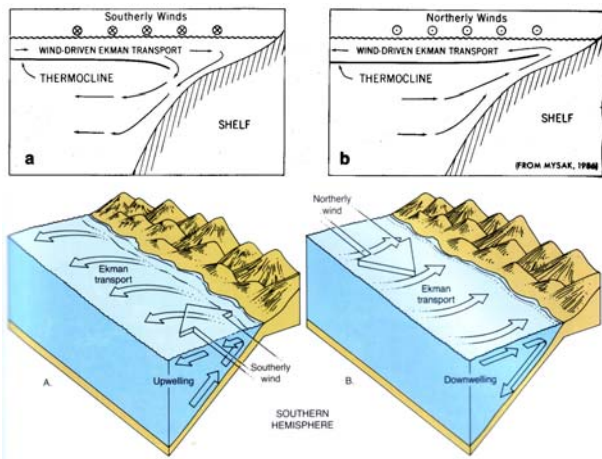 Southerly Winds
WIND-DRIVEN EKMAN TRANSPORT
THERMOCLINE
SHELF
a
Northerly Winds
WIND-DRIVEN EKMAN TRANSPORT
THERMOCLINE
SHELF
b
(FROM MYSAK, 1986)
Ekman
transport
Southerly
wind
Upwelling
A.
Northerly
wind
Ekman
transport
Downwelling
B.
SOUTHERN
HEMISPHERE